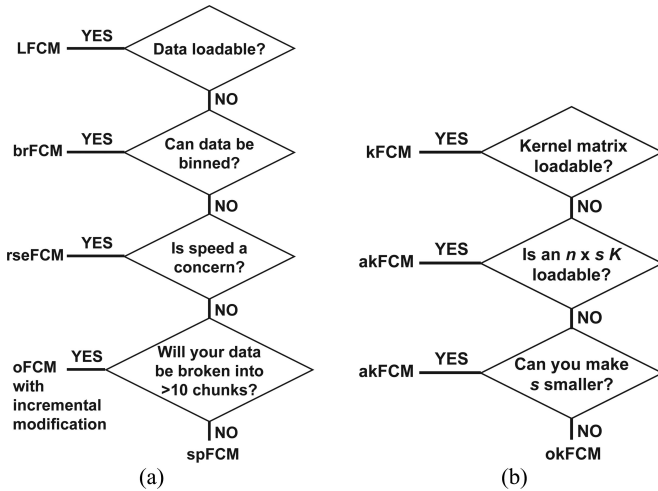 LFCM
YES
Data loadable?
NO
brFCM
YES
Can data be
binned?
NO
rseFCM
YES
Is speed a
concern?
NO
oFCM
with
incremental
modification
YES
Will your data
be broken into
>10 chunks?
NO
spFCM
(a)
kFCM
YES
Kernel matrix
loadable?
NO
akFCM
YES
Is an n x s K
loadable?
NO
akFCM
YES
Can you make
s smaller?
NO
okFCM
(b)